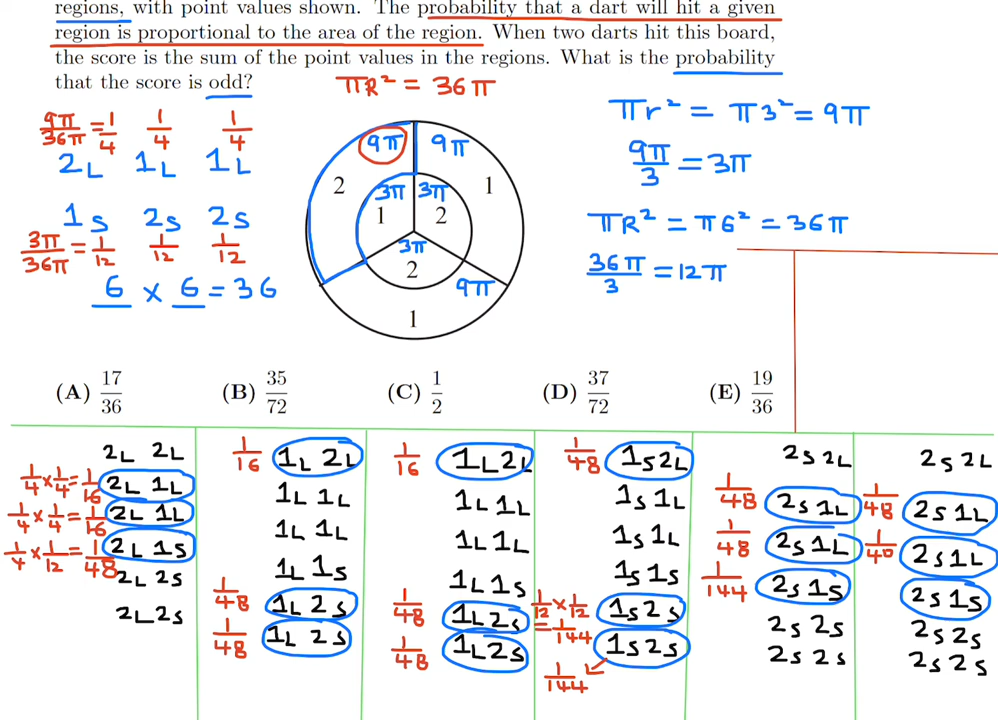 regions, with point values shown. The probability that a dart will hit a given
region is proportional to the area of the region. When two darts hit this board,
the score is the sum of the point values in the regions. What is the probability
that the score is odd?
πR² = 36π
9π/36π = 1/4 1/4 1/4
2L 1L 1L
1s 2s 2s
3π/36π = 1/12 1/12 1/12
6 × 6 = 36
9π 9π
2 3π 3π 1
1 2
3π
2 9π
1
πr² = π3² = 9π
9π/3 = 3π
πR² = π6² = 36π
36π/3 = 12π
(A) 17/36 (B) 35/72 (C) 1/2 (D) 37/72 (E) 19/36
2L 2L
1/4 × 1/4 = 1/16 2L 1L
1/4 × 1/4 = 1/16 2L 1L
1/4 × 1/12 = 1/48 2L 1s
2L 2s
2L 2s
1/16 1L 2L
1L 1L
1L 1L
1L 1s
1/48 1L 2s
1/48 1L 2s
1/16 1L 2L
1L 1L
1L 1L
1L 1s
1/48 1L 2s
1/48 1L 2s
1/48 1s 2L
1s 1L
1s 1L
1s 1s
1/12 × 1/12 = 1/144 1s 2s
1s 2s
1/144
2s 2L
1/48 2s 1L
1/48 2s 1L
1/144 2s 1s
2s 2s
2s 2s
2s 2L
1/48 2s 1L
1/40 2s 1L
2s 1s
2s 2s
2s 2s